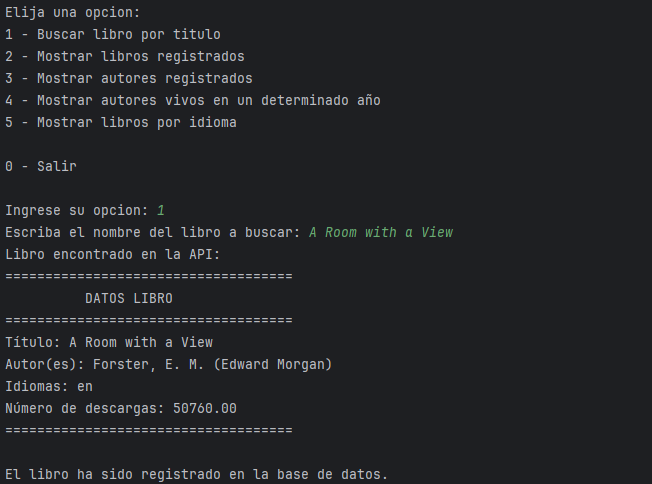 Elija una opcion:
1 - Buscar libro por titulo
2 - Mostrar libros registrados
3 - Mostrar autores registrados
4 - Mostrar autores vivos en un determinado año
5 - Mostrar libros por idioma
0 - Salir
Ingrese su opcion: 1
Escriba el nombre del libro a buscar: A Room with a View
Libro encontrado en la API:
====================================
DATOS LIBRO
====================================
Título: A Room with a View
Autor(es): Forster, E. M. (Edward Morgan)
Idiomas: en
Número de descargas: 50760.00
====================================
El libro ha sido registrado en la base de datos.